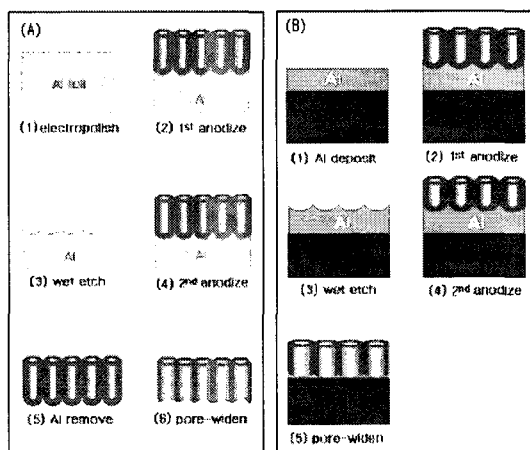 (A)
Al foil
(1) electropolish
Al
(2) 1st anodize
Al
(3) wet etch
Al
(4) 2nd anodize
(5) Al remove
(6) pore-widen
(B)
Al
(1) Al deposit
Al
(2) 1st anodize
Al
(3) wet etch
Al
(4) 2nd anodize
(5) pore-widen